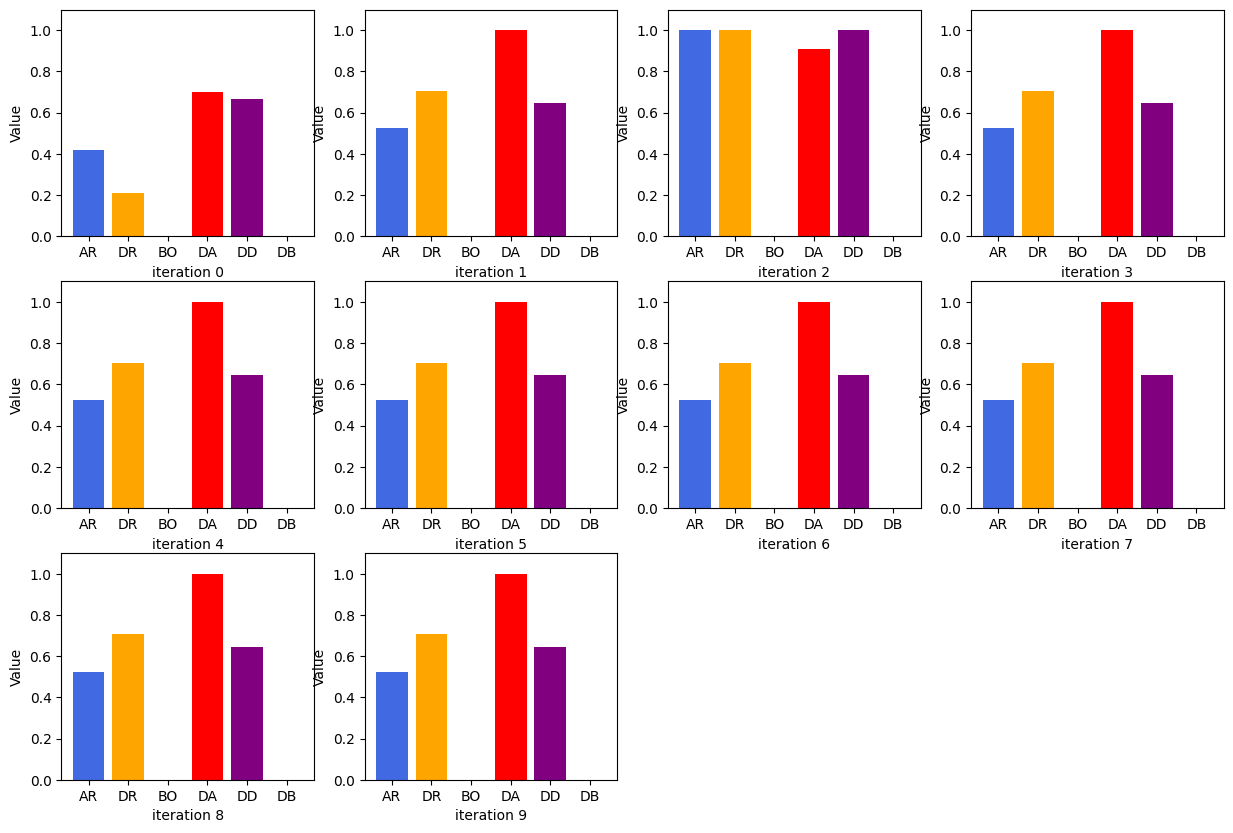 Value
1.0
0.8
0.6
0.4
0.2
0.0
AR DR BO DA DD DB
iteration 0
Value
1.0
0.8
0.6
0.4
0.2
0.0
AR DR BO DA DD DB
iteration 1
Value
1.0
0.8
0.6
0.4
0.2
0.0
AR DR BO DA DD DB
iteration 2
Value
1.0
0.8
0.6
0.4
0.2
0.0
AR DR BO DA DD DB
iteration 3
Value
1.0
0.8
0.6
0.4
0.2
0.0
AR DR BO DA DD DB
iteration 4
Value
1.0
0.8
0.6
0.4
0.2
0.0
AR DR BO DA DD DB
iteration 5
Value
1.0
0.8
0.6
0.4
0.2
0.0
AR DR BO DA DD DB
iteration 6
Value
1.0
0.8
0.6
0.4
0.2
0.0
AR DR BO DA DD DB
iteration 7
Value
1.0
0.8
0.6
0.4
0.2
0.0
AR DR BO DA DD DB
iteration 8
Value
1.0
0.8
0.6
0.4
0.2
0.0
AR DR BO DA DD DB
iteration 9